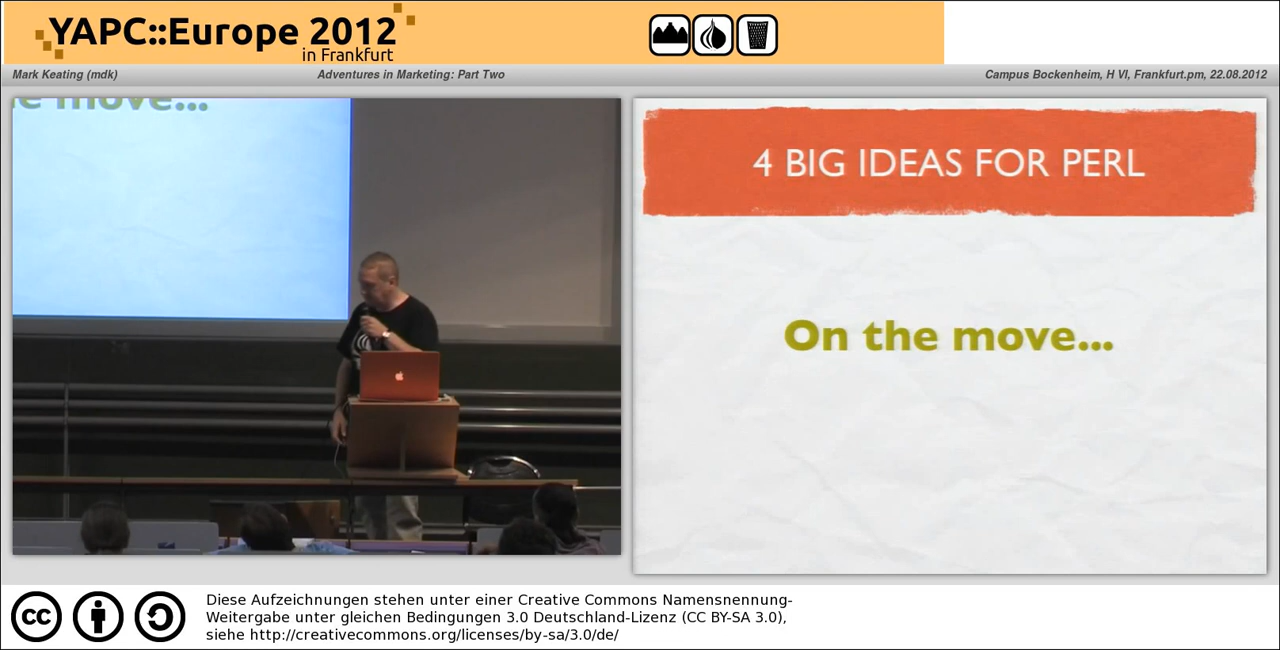 YAPC::Europe 2012
in Frankfurt
Mark Keating (mdk)
Adventures in Marketing: Part Two
Campus Bockenheim, H VI, Frankfurt.pm, 22.08.2012
e move...
4 BIG IDEAS FOR PERL
On the move...
cc
Diese Aufzeichnungen stehen unter einer Creative Commons Namensnennung-
Weitergabe unter gleichen Bedingungen 3.0 Deutschland-Lizenz (CC BY-SA 3.0),
siehe http://creativecommons.org/licenses/by-sa/3.0/de/